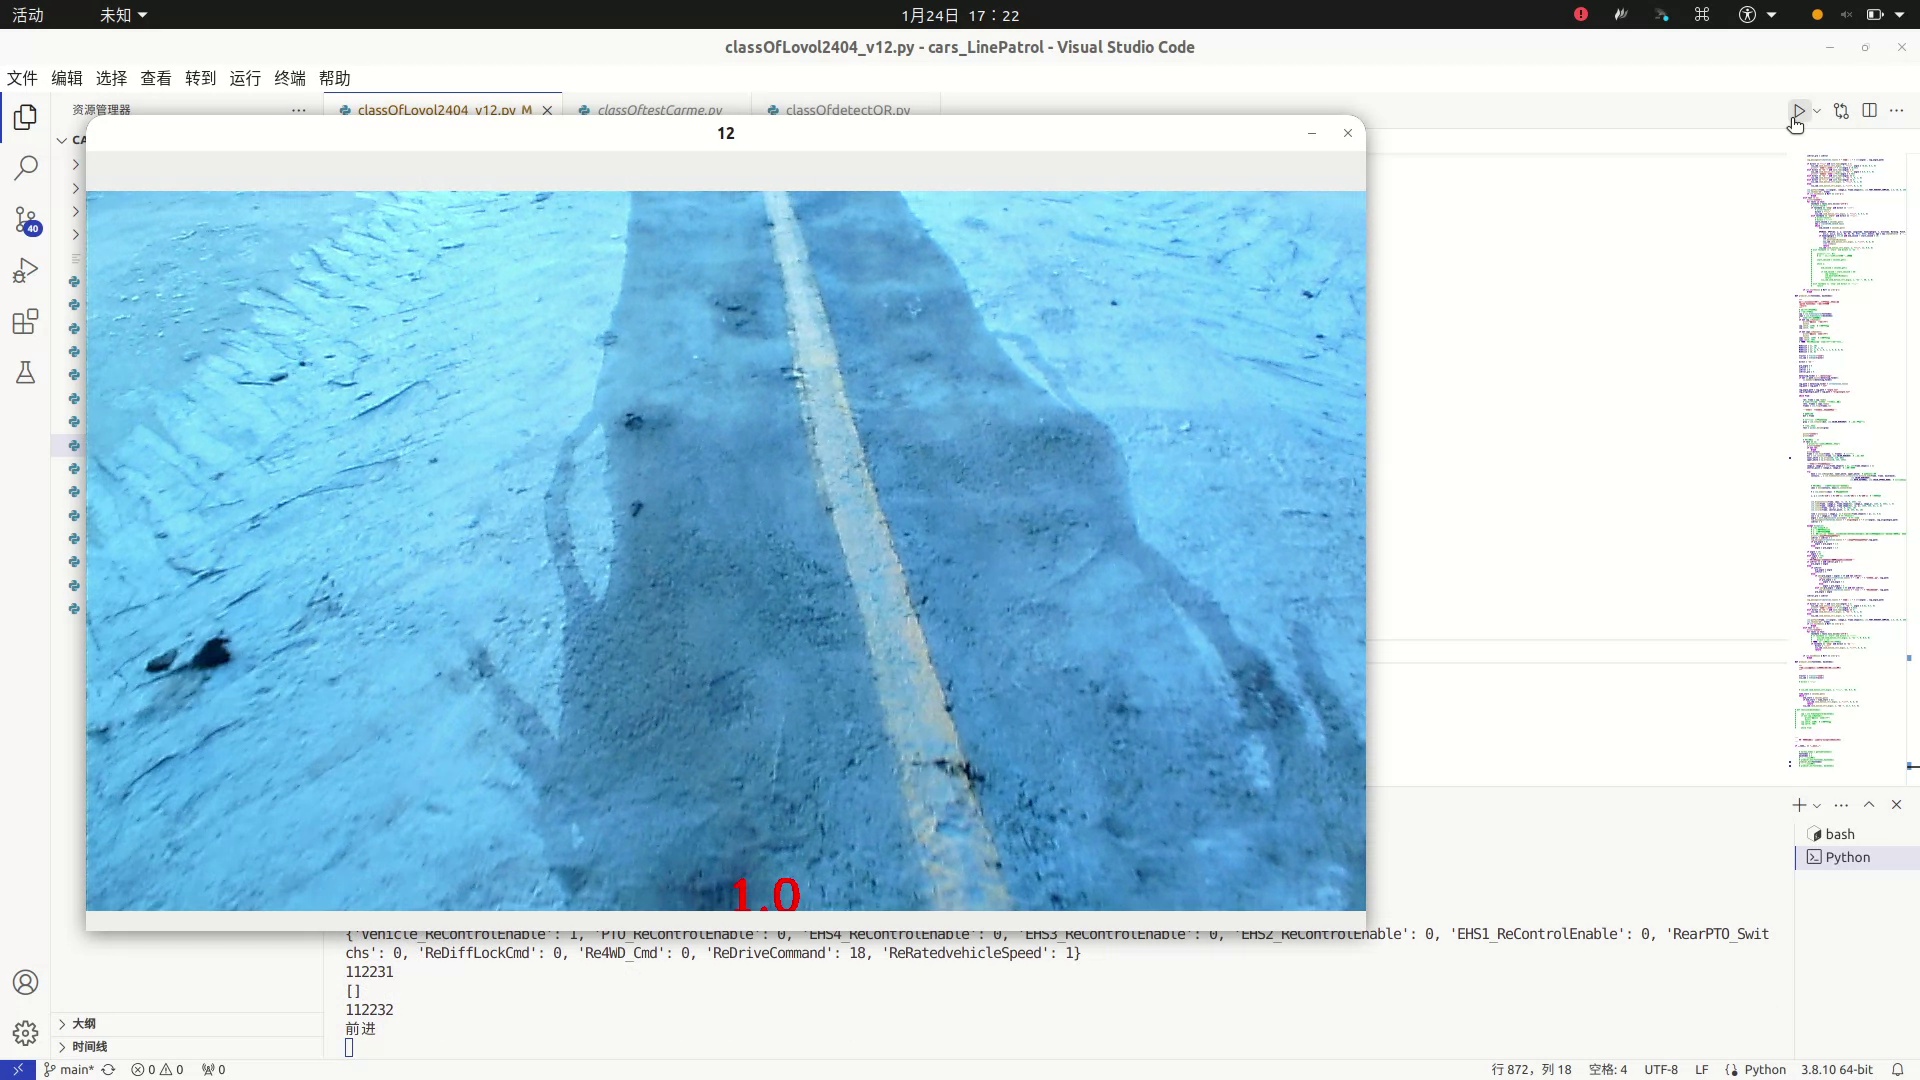 活动 未知 1月24日 17：22
classOfLovol2404_v12.py - cars_LinePatrol - Visual Studio Code
文件 编辑 选择 查看 转到 运行 终端 帮助
资源管理器 ··· classOfLovol2404_v12.py M classOftestCarme.py classOfdetectQR.py
CA
12
40
1.0
bash
Python
{'Vehicle_ReControlEnable': 1, 'PTO_ReControlEnable': 0, 'EHS4_ReControlEnable': 0, 'EHS3_ReControlEnable': 0, 'EHS2_ReControlEnable': 0, 'EHS1_ReControlEnable': 0, 'RearPTO_Swit
chs': 0, 'ReDiffLockCmd': 0, 'Re4WD_Cmd': 0, 'ReDriveCommand': 18, 'ReRatedvehicleSpeed': 1}
112231
[]
112232
前进
大纲
时间线
main* 0 0 0 行 872，列 18 空格: 4 UTF-8 LF Python 3.8.10 64-bit